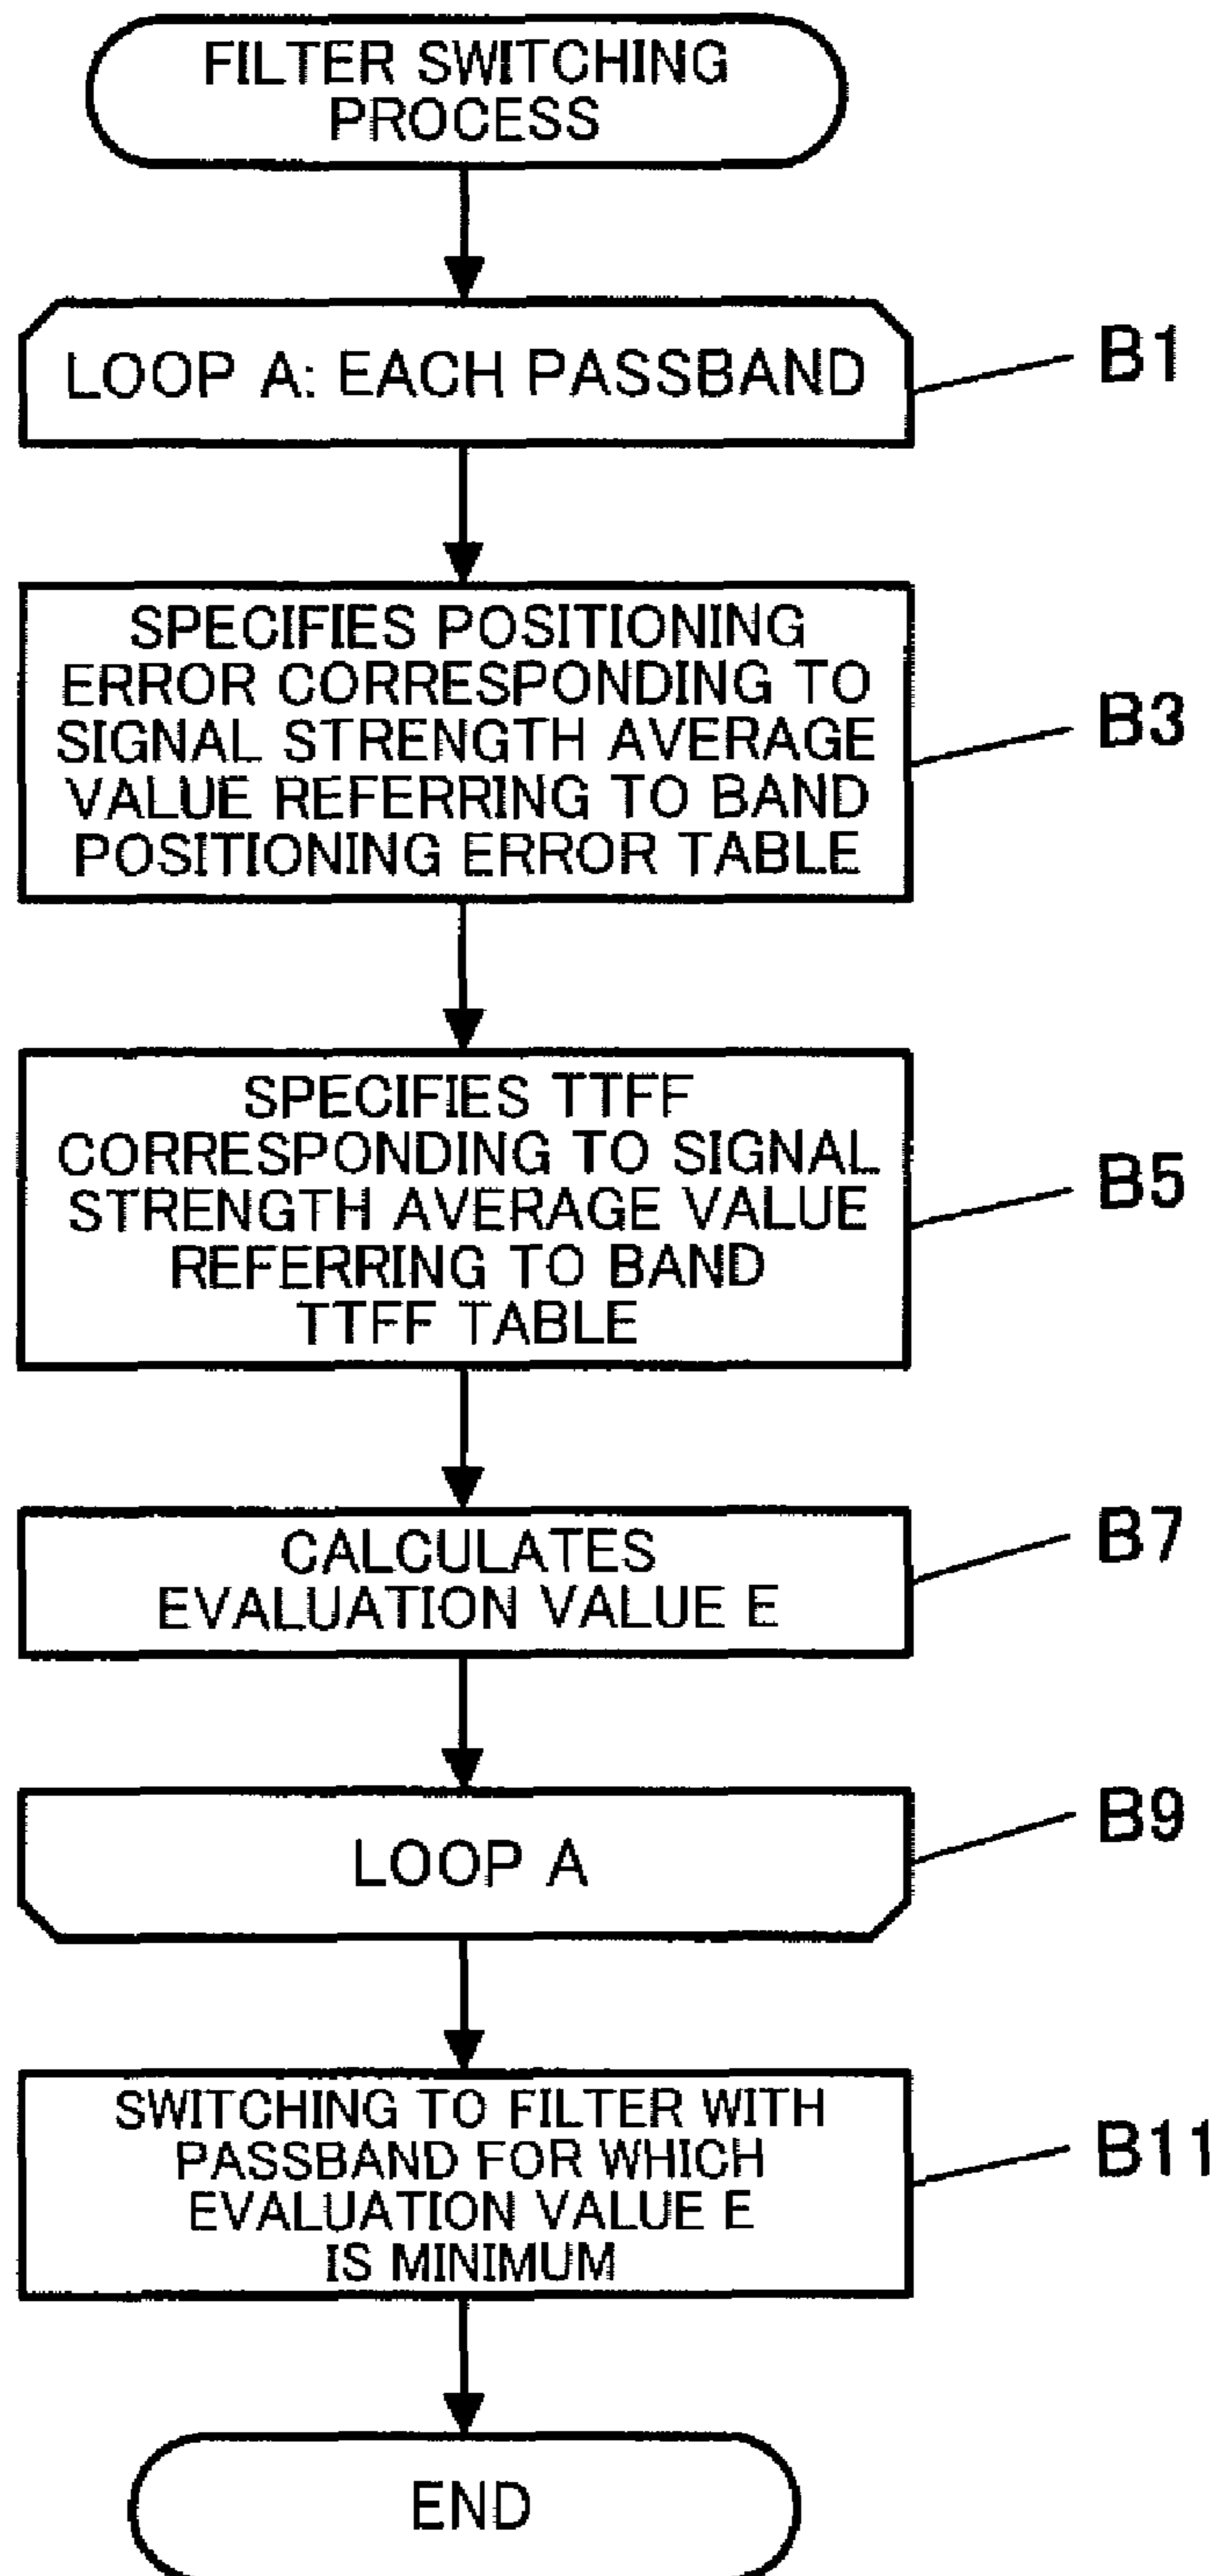 FILTER SWITCHING
PROCESS
LOOP A: EACH PASSBAND
B1
SPECIFIES POSITIONING
ERROR CORRESPONDING TO
SIGNAL STRENGTH AVERAGE
VALUE REFERRING TO BAND
POSITIONING ERROR TABLE
B3
SPECIFIES TTFF
CORRESPONDING TO SIGNAL
STRENGTH AVERAGE VALUE
REFERRING TO BAND
TTFF TABLE
B5
CALCULATES
EVALUATION VALUE E
B7
LOOP A
B9
SWITCHING TO FILTER WITH
PASSBAND FOR WHICH
EVALUATION VALUE E
IS MINIMUM
B11
END